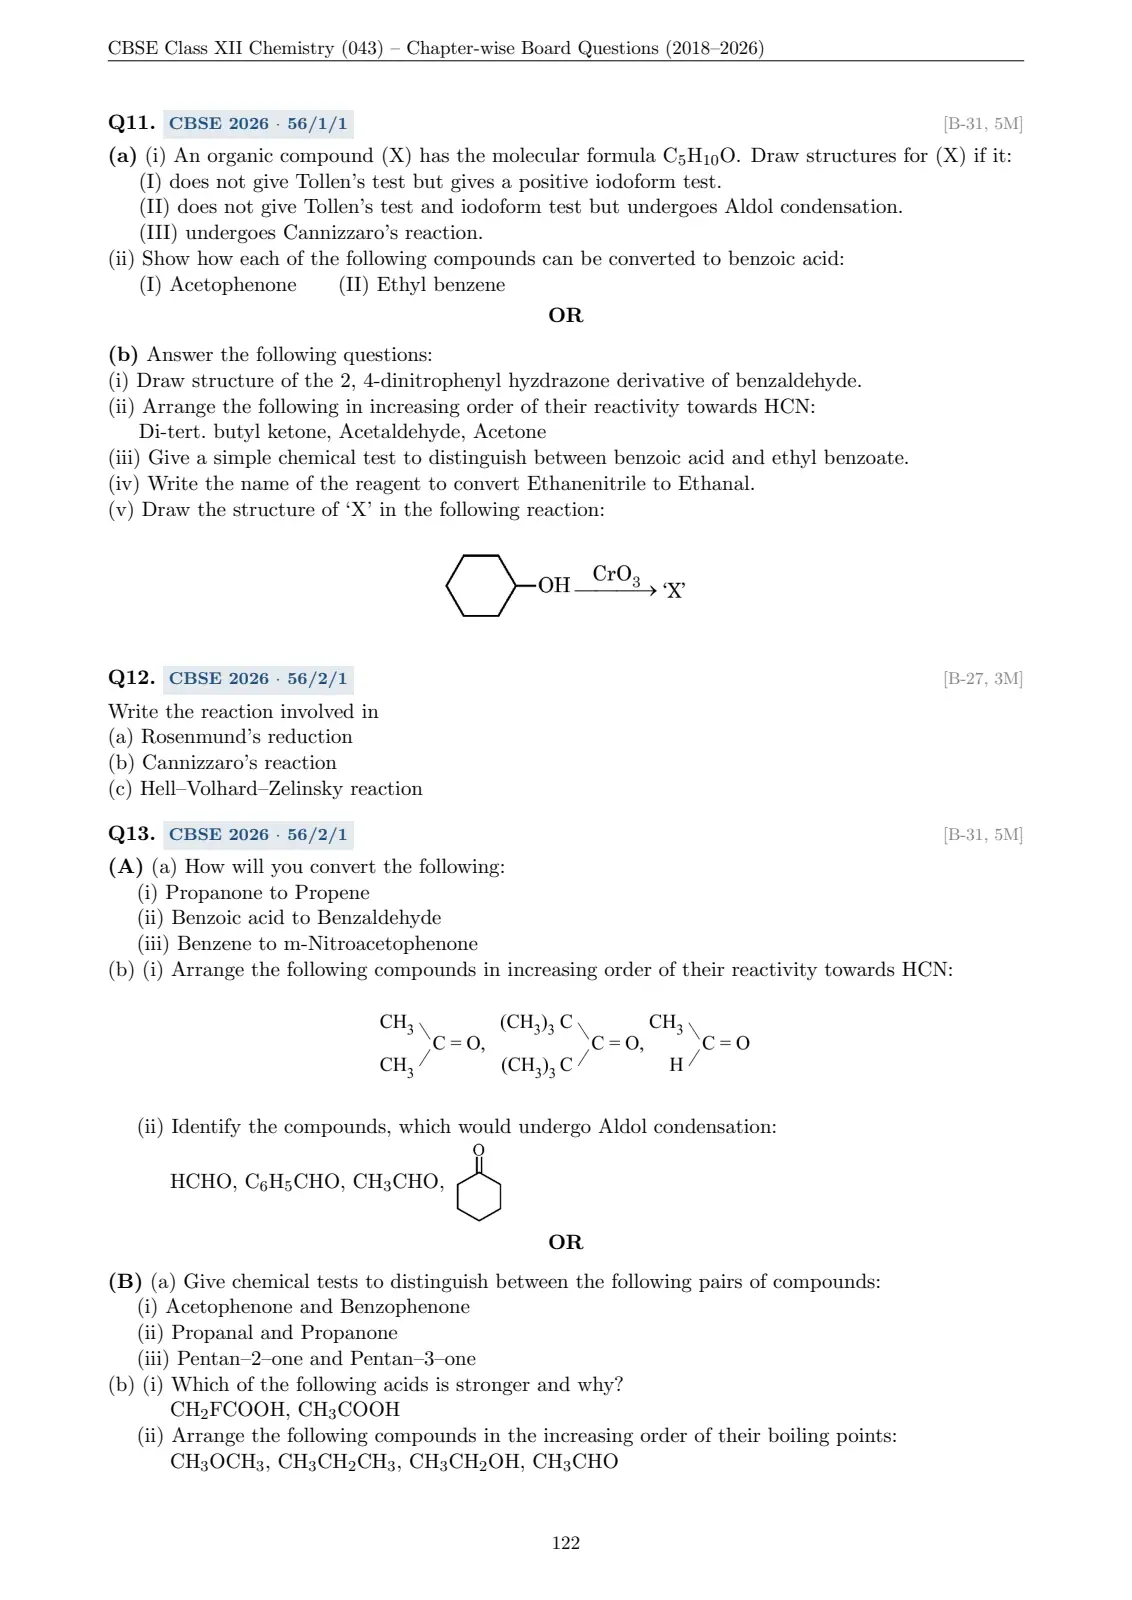 CBSE Class XII Chemistry (043) – Chapter-wise Board Questions (2018–2026)
Q11. CBSE 2026 · 56/1/1 [B-31, 5M]
(a) (i) An organic compound (X) has the molecular formula C₅H₁₀O. Draw structures for (X) if it:
(I) does not give Tollen’s test but gives a positive iodoform test.
(II) does not give Tollen’s test and iodoform test but undergoes Aldol condensation.
(III) undergoes Cannizzaro’s reaction.
(ii) Show how each of the following compounds can be converted to benzoic acid:
(I) Acetophenone (II) Ethyl benzene
OR
(b) Answer the following questions:
(i) Draw structure of the 2, 4-dinitrophenyl hyzdrazone derivative of benzaldehyde.
(ii) Arrange the following in increasing order of their reactivity towards HCN:
Di-tert. butyl ketone, Acetaldehyde, Acetone
(iii) Give a simple chemical test to distinguish between benzoic acid and ethyl benzoate.
(iv) Write the name of the reagent to convert Ethanenitrile to Ethanal.
(v) Draw the structure of ‘X’ in the following reaction:
OH CrO₃ ‘X’
Q12. CBSE 2026 · 56/2/1 [B-27, 3M]
Write the reaction involved in
(a) Rosenmund’s reduction
(b) Cannizzaro’s reaction
(c) Hell–Volhard–Zelinsky reaction
Q13. CBSE 2026 · 56/2/1 [B-31, 5M]
(A) (a) How will you convert the following:
(i) Propanone to Propene
(ii) Benzoic acid to Benzaldehyde
(iii) Benzene to m-Nitroacetophenone
(b) (i) Arrange the following compounds in increasing order of their reactivity towards HCN:
CH₃ (CH₃)₃ C CH₃
C = O, C = O, C = O
CH₃ (CH₃)₃ C H
(ii) Identify the compounds, which would undergo Aldol condensation:
O
HCHO, C₆H₅CHO, CH₃CHO,
OR
(B) (a) Give chemical tests to distinguish between the following pairs of compounds:
(i) Acetophenone and Benzophenone
(ii) Propanal and Propanone
(iii) Pentan–2–one and Pentan–3–one
(b) (i) Which of the following acids is stronger and why?
CH₂FCOOH, CH₃COOH
(ii) Arrange the following compounds in the increasing order of their boiling points:
CH₃OCH₃, CH₃CH₂CH₃, CH₃CH₂OH, CH₃CHO
122